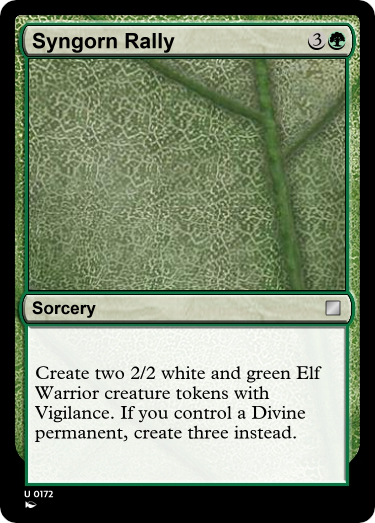 Syngorn Rally 3
Sorcery
Create two 2/2 white and green Elf
Warrior creature tokens with
Vigilance. If you control a Divine
permanent, create three instead.
U 0172